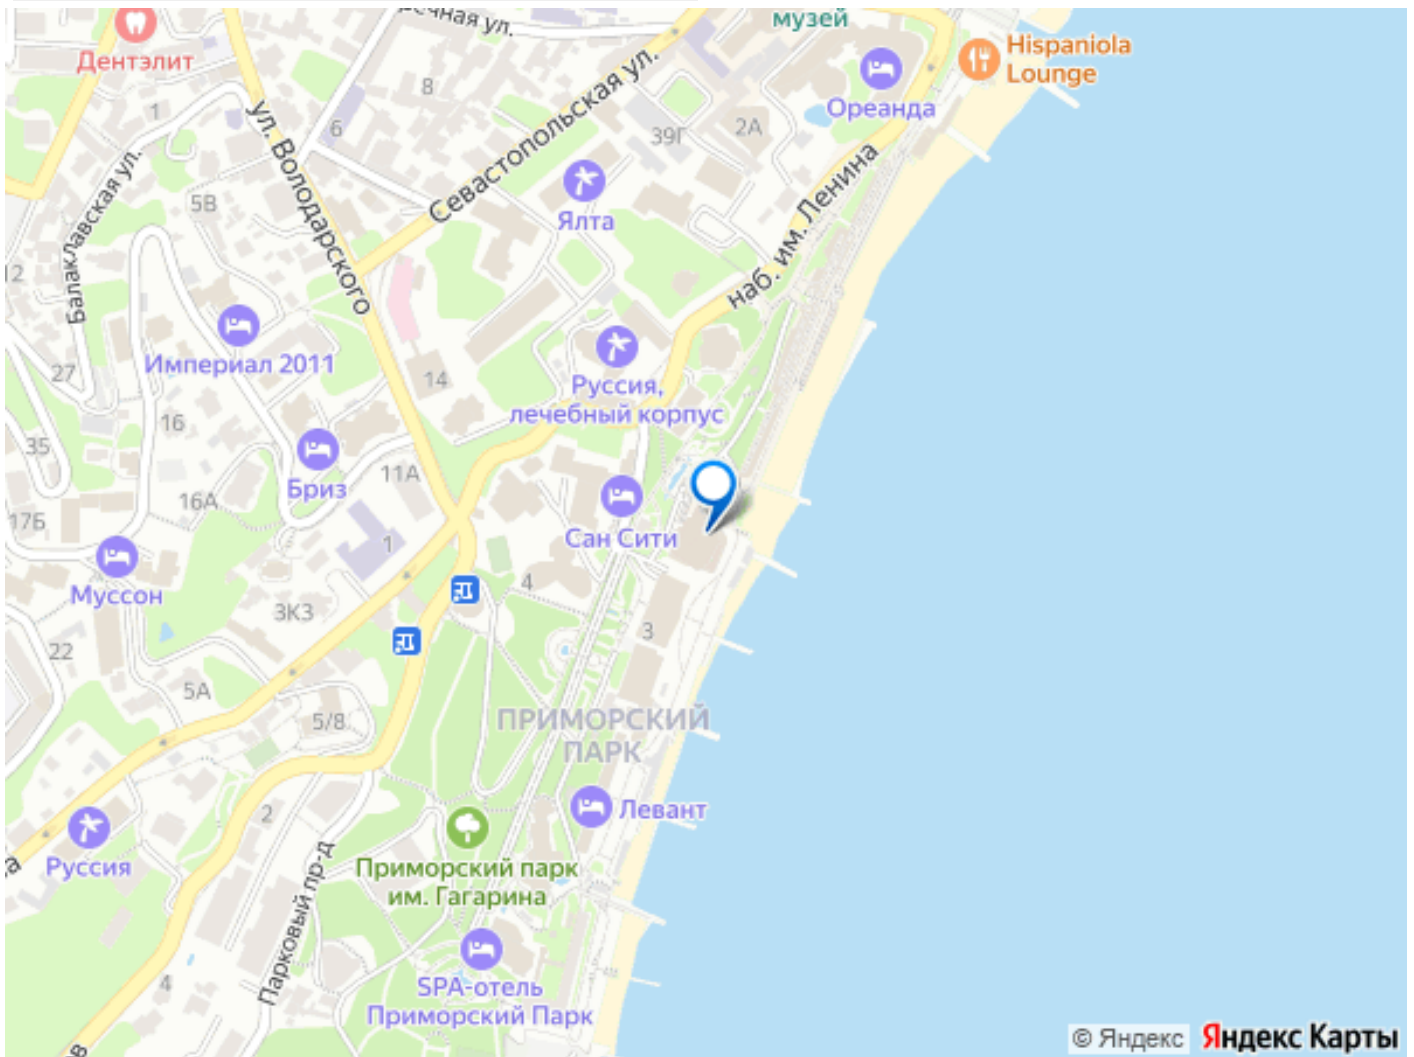 музей
Hispaniola
Lounge
Дентэлит
8
1
ул. Володарского
6
Севастопольская ул.
39Г
2А
Ореанда
Балаклавская ул.
5В
Ялта
наб. им. Ленина
12
Империал 2011
27
14
Руссия,
лечебный корпус
16
35
11А
Бриз
16А
17Б
Сан Сити
1
Муссон
4
3К3
22
3
5А
5/8
ПРИМОРСКИЙ
ПАРК
2
Левант
Руссия
Парковый пр-д
Приморский парк
им. Гагарина
4
SPA-отель
Приморский Парк
© Яндекс
Яндекс Карты